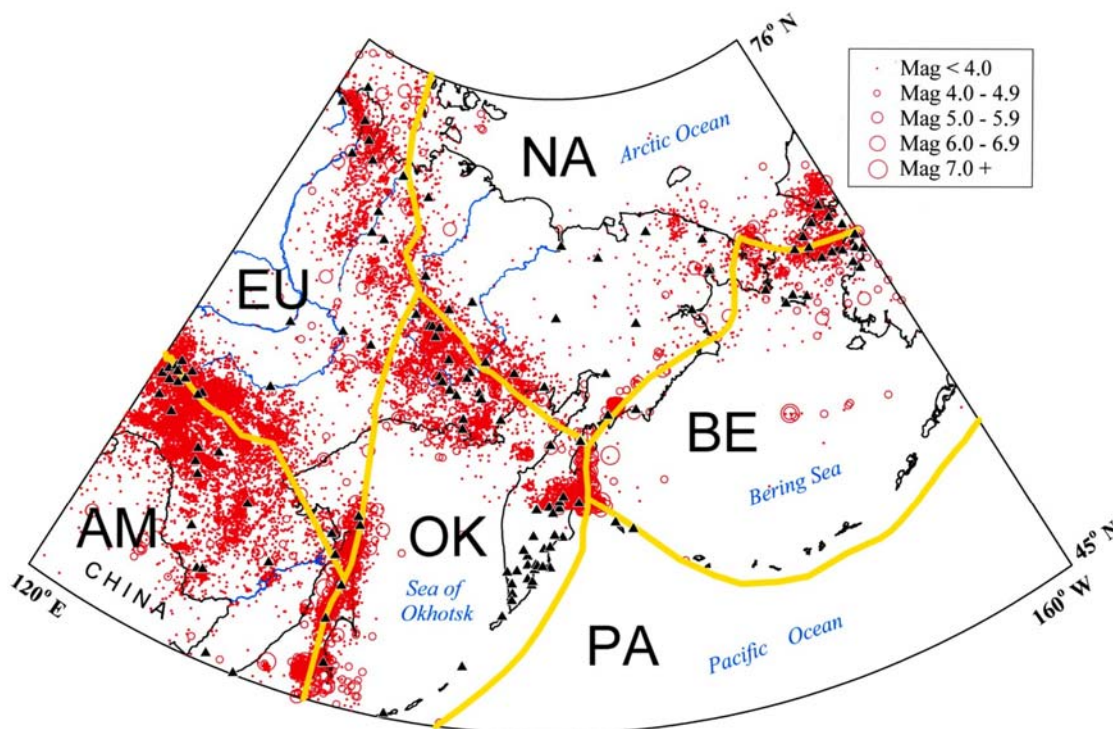 76° N
Mag < 4.0
Mag 4.0 - 4.9
Mag 5.0 - 5.9
Mag 6.0 - 6.9
Mag 7.0 +
NA
Arctic Ocean
EU
BE
Bering Sea
AM
OK
CHINA
Sea of
Okhotsk
120° E
45° N
160° W
PA
Pacific Ocean